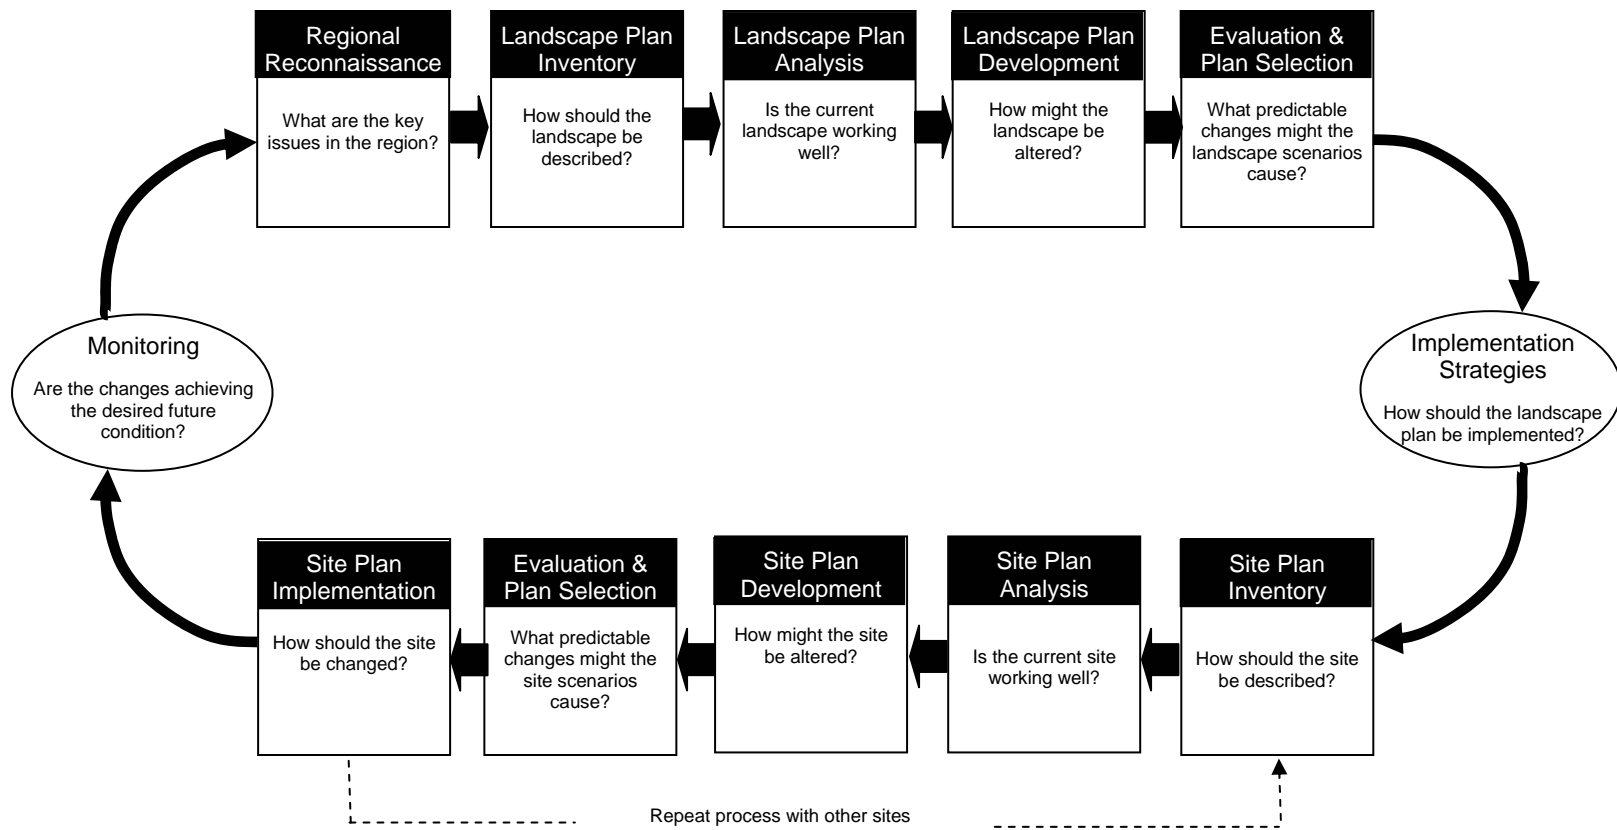 Regional
Reconnaissance
What are the key
issues in the region?
Landscape Plan
Inventory
How should the
landscape be
described?
Landscape Plan
Analysis
Is the current
landscape working
well?
Landscape Plan
Development
How might the
landscape be
altered?
Evaluation &
Plan Selection
What predictable
changes might the
landscape scenarios
cause?
Implementation
Strategies
How should the landscape
plan be implemented?
Site Plan
Inventory
How should the site
be described?
Site Plan
Analysis
Is the current site
working well?
Site Plan
Development
How might the site
be altered?
Evaluation &
Plan Selection
What predictable
changes might the
site scenarios
cause?
Site Plan
Implementation
How should the site
be changed?
Monitoring
Are the changes achieving
the desired future
condition?
Repeat process with other sites